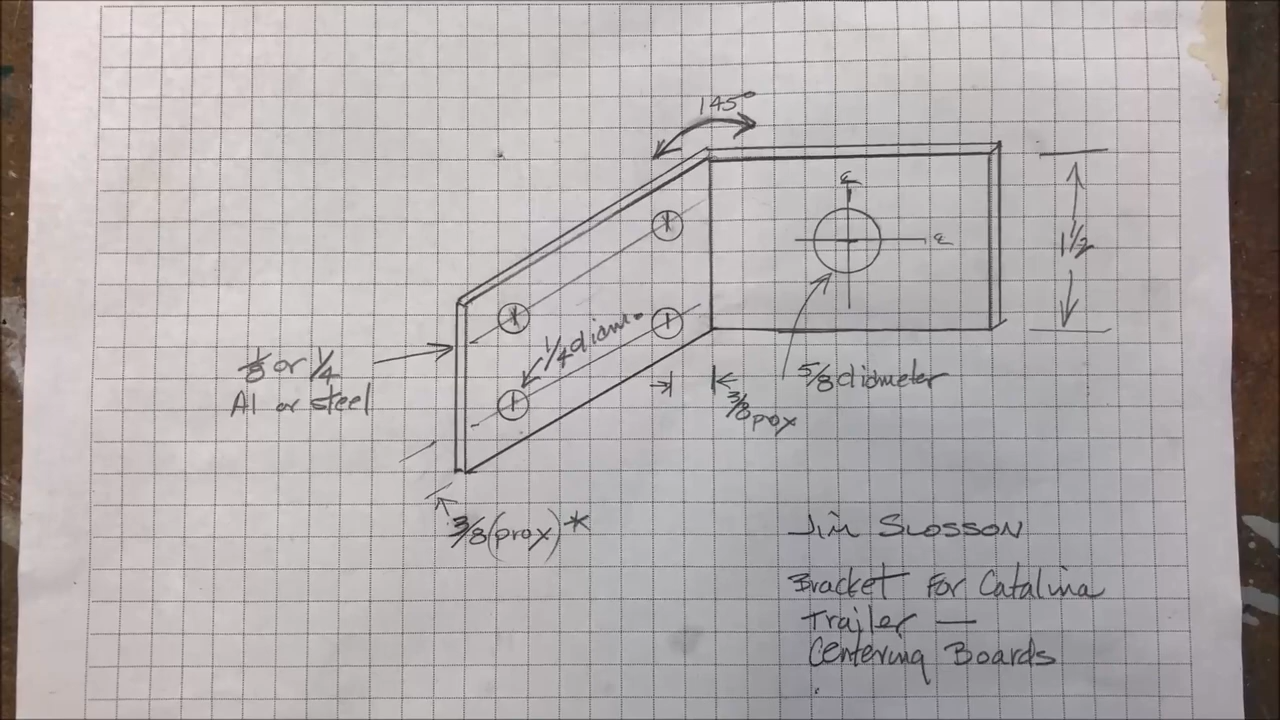 145°
℄
℄
1 1/2
1/4 diam.
1/8 or 1/4
Al or steel
5/8 diameter
3/8 prox
3/8 (prox)*
Jim Slosson
Bracket For Catalina
Trailer —
Centering Boards